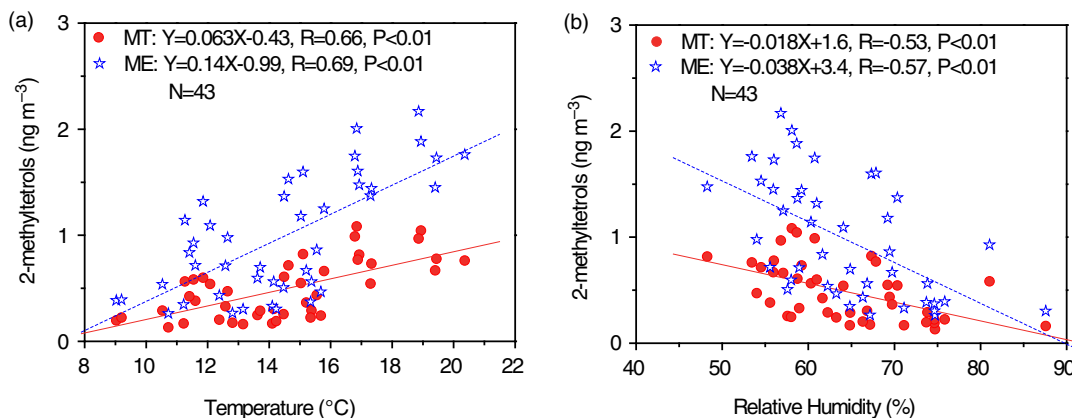 (a)
3
2
1
0
2-methyltetrols (ng m⁻³)
MT: Y=0.063X-0.43, R=0.66, P<0.01
ME: Y=0.14X-0.99, R=0.69, P<0.01
N=43
8 10 12 14 16 18 20 22
Temperature (°C)
(b)
3
2
1
0
2-methyltetrols (ng m⁻³)
MT: Y=-0.018X+1.6, R=-0.53, P<0.01
ME: Y=-0.038X+3.4, R=-0.57, P<0.01
N=43
40 50 60 70 80 90
Relative Humidity (%)